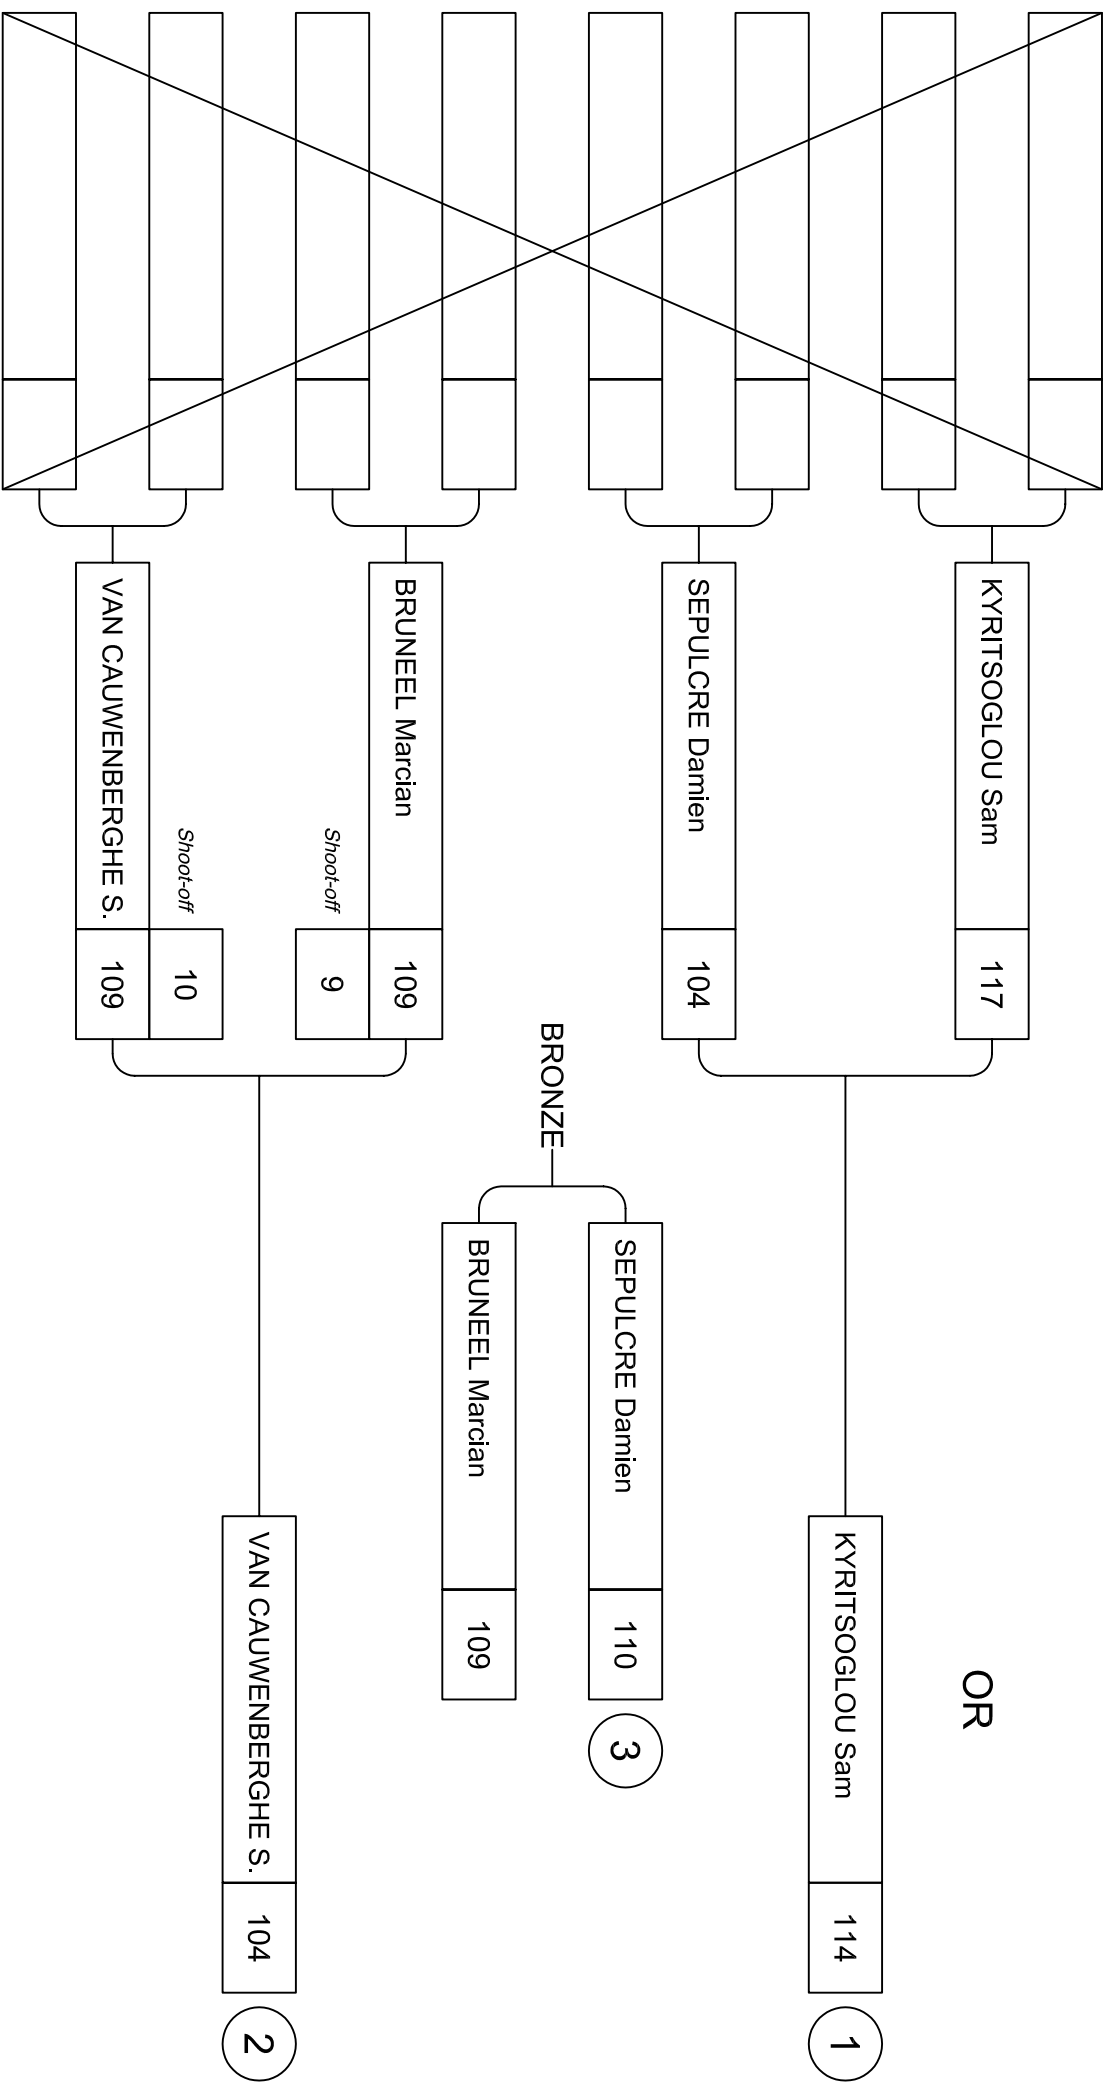 KYRITSOGLOU Sam 117
SEPULCRE Damien 104
BRUNEEL Marcian 109
Shoot-off 9
Shoot-off 10
VAN CAUWENBERGHE S. 109
BRONZE
SEPULCRE Damien 110 3
BRUNEEL Marcian 109
OR
KYRITSOGLOU Sam 114 1
VAN CAUWENBERGHE S. 104 2